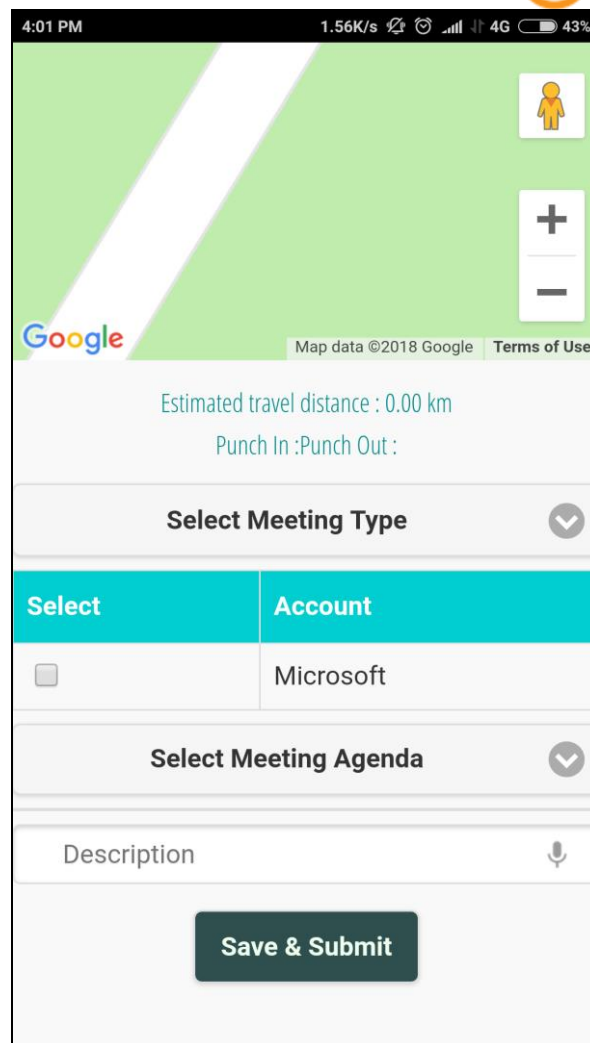 4:01 PM 1.56K/s 4G 43%
Google
Map data ©2018 Google Terms of Use
Estimated travel distance : 0.00 km
Punch In :Punch Out :
Select Meeting Type
Select Account
Microsoft
Select Meeting Agenda
Description
Save & Submit